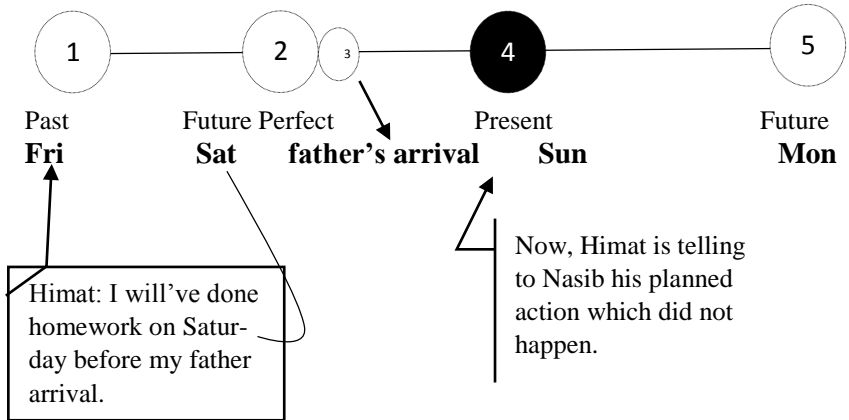 1 2 3 4 5
Past Future Perfect Present Future
Fri Sat father’s arrival Sun Mon
Now, Himat is telling
to Nasib his planned
action which did not
happen.
Himat: I will’ve done
homework on Satur-
day before my father
arrival.